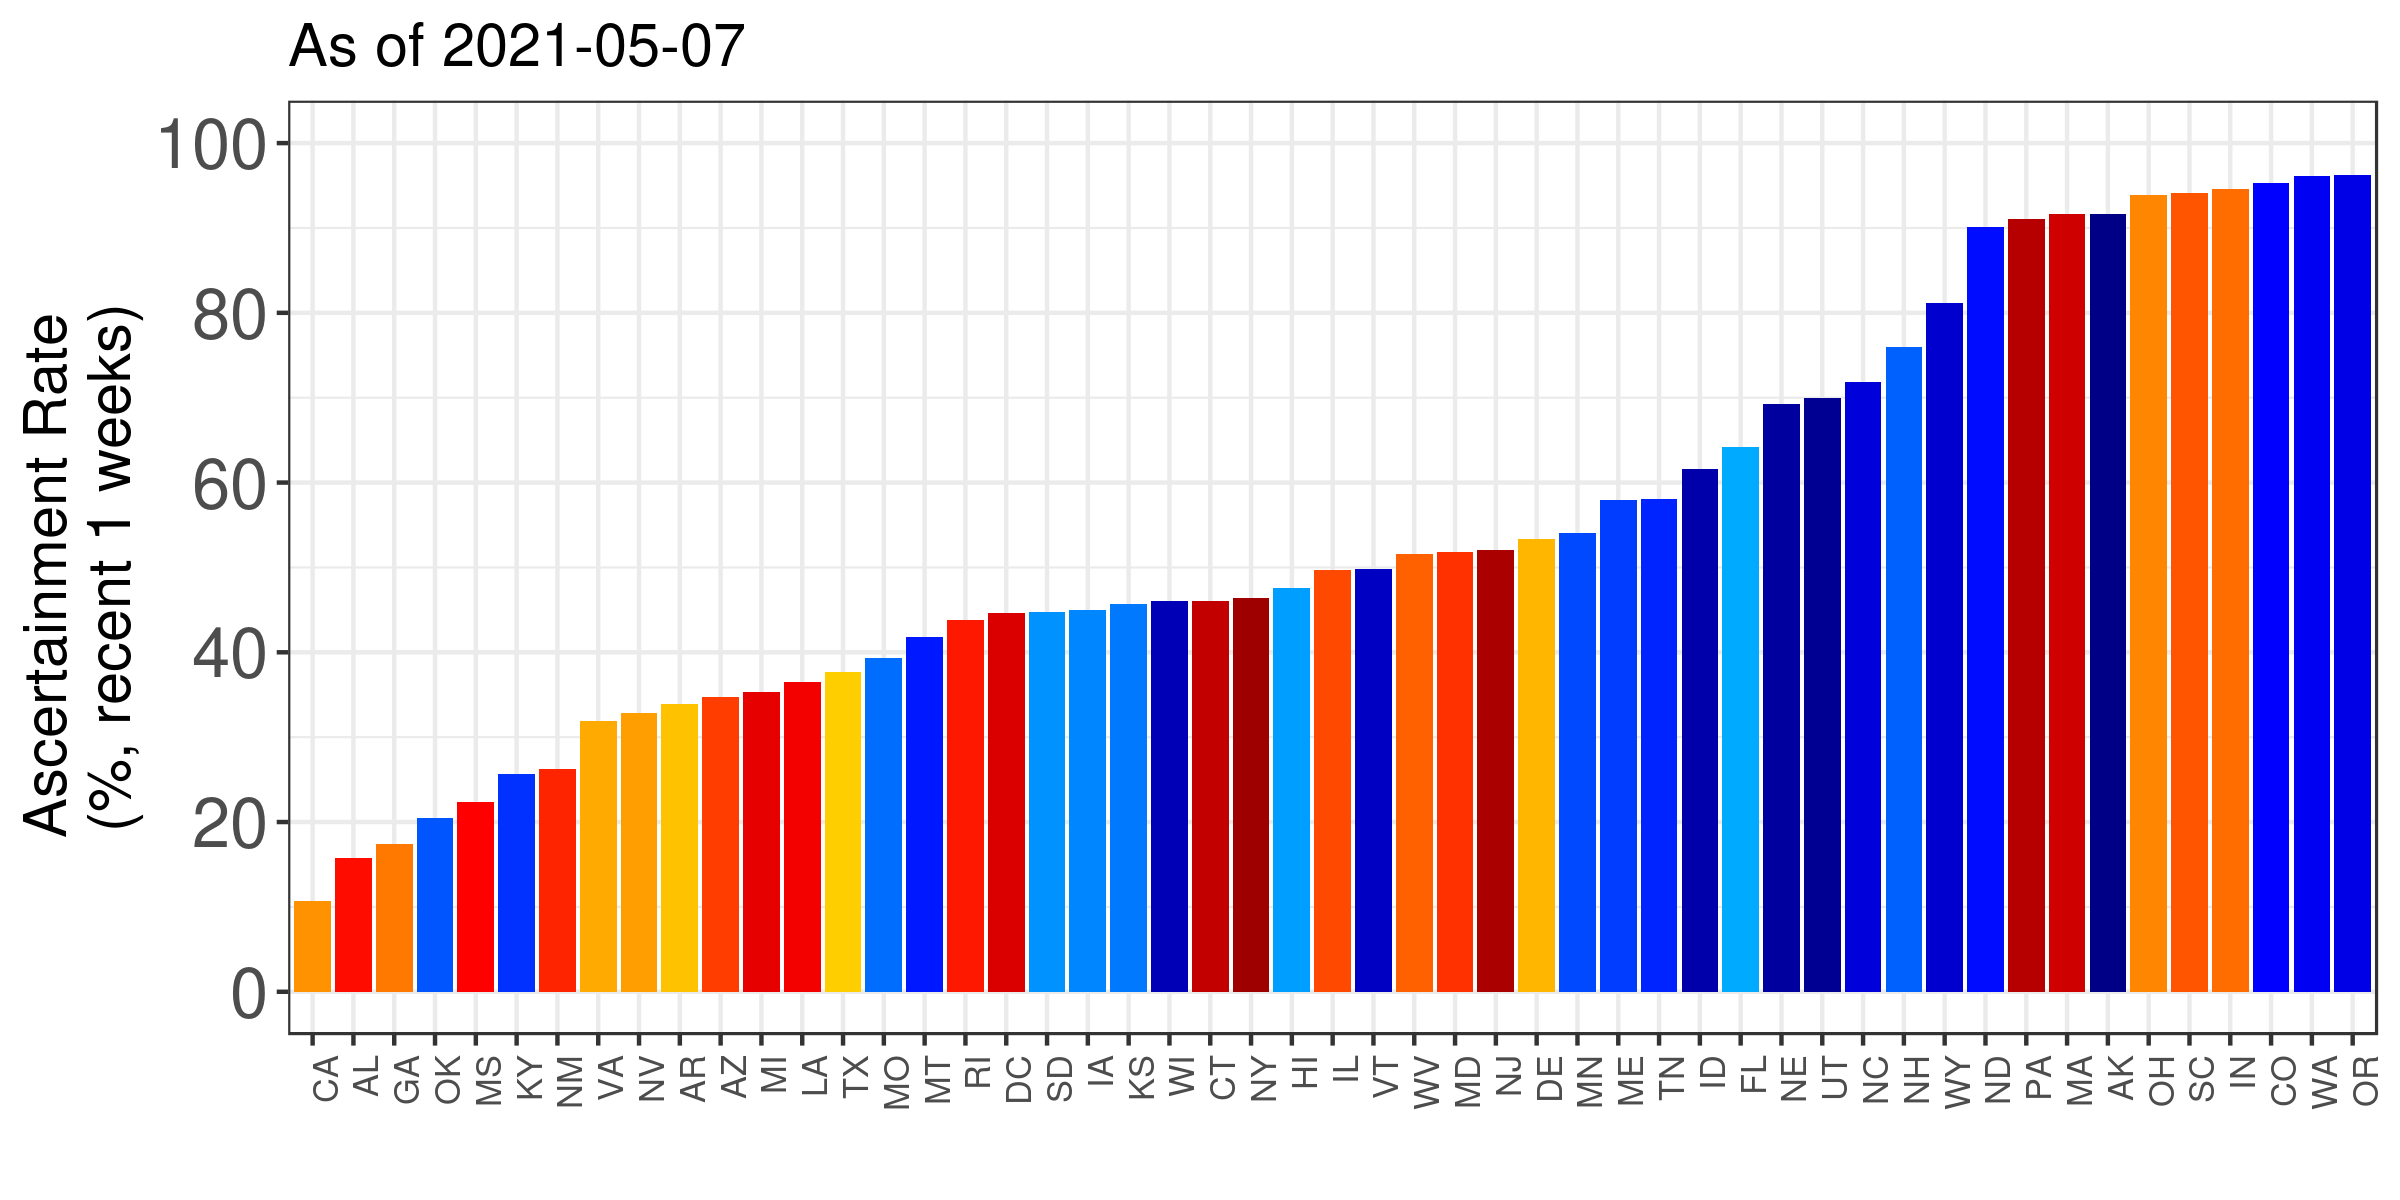 As of 2021-05-07
Ascertainment Rate
(%, recent 1 weeks)
100
80
60
40
20
0
CA AL GA OK MS KY NM VA NV AR AZ MI LA TX MO MT RI DC SD IA KS WI CT NY HI IL VT WV MD NJ DE MN ME TN ID FL NE UT NC NH WY ND PA MA AK OH SC IN CO WA OR